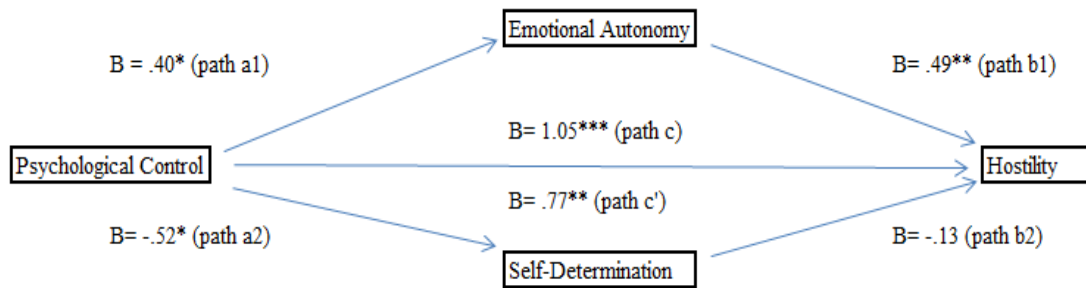 Emotional Autonomy
B = .40* (path a1)
B= .49** (path b1)
B= 1.05*** (path c)
Psychological Control
Hostility
B= .77** (path c')
B= -.52* (path a2)
B= -.13 (path b2)
Self-Determination